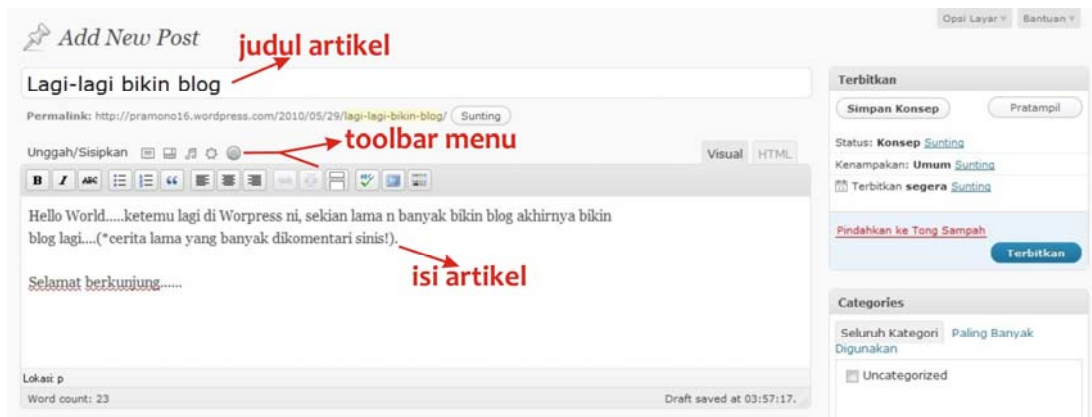 Opsi Layar Bantuan
Add New Post
judul artikel
Lagi-lagi bikin blog
Permalink: http://pramono16.wordpress.com/2010/05/29/lagi-lagi-bikin-blog/ Sunting
toolbar menu
Unggah/Sisipkan
Visual HTML
B I ABC
Hello World.....ketemu lagi di Worpress ni, sekian lama n banyak bikin blog akhirnya bikin
blog lagi....(*cerita lama yang banyak dikomentari sinis!).
isi artikel
Selamat berkunjung......
Lokasi: p
Word count: 23 Draft saved at 03:57:17.
Terbitkan
Simpan Konsep Pratampil
Status: Konsep Sunting
Kenampakan: Umum Sunting
Terbitkan segera Sunting
Pindahkan ke Tong Sampah
Terbitkan
Categories
Seluruh Kategori Paling Banyak
Digunakan
Uncategorized